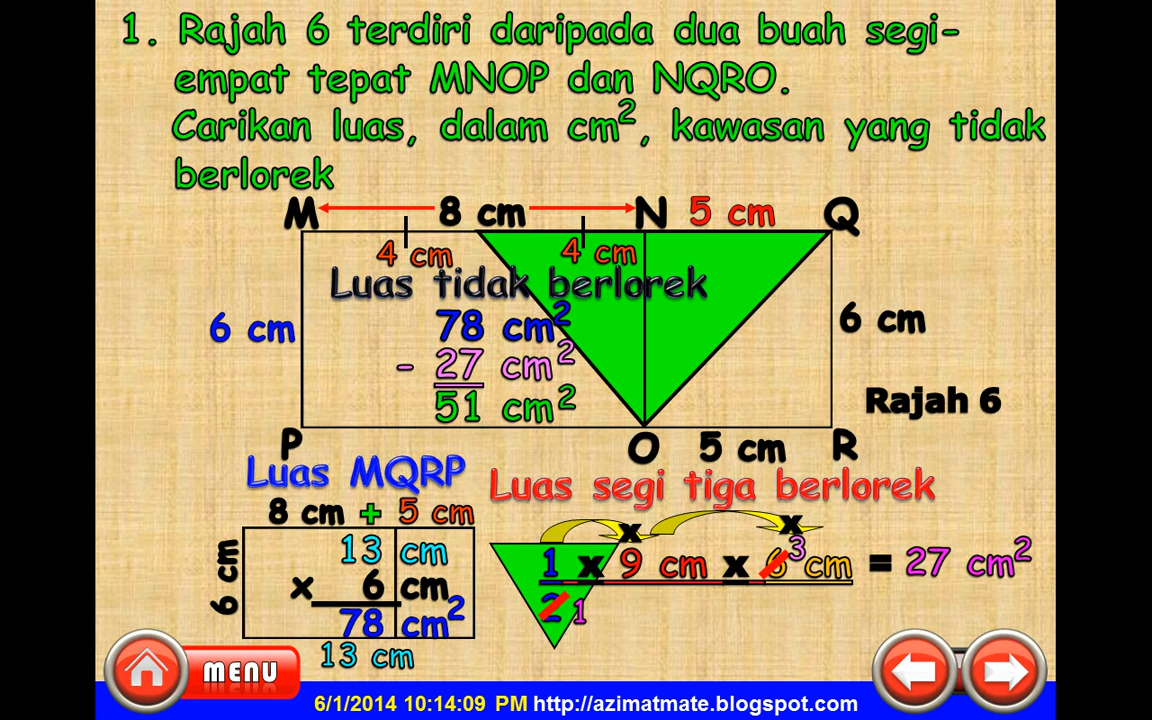 1. Rajah 6 terdiri daripada dua buah segi-
empat tepat MNOP dan NQRO.
Carikan luas, dalam cm², kawasan yang tidak
berlorek
M 8 cm N 5 cm Q
4 cm 4 cm
Luas tidak berlorek
6 cm 78 cm² 6 cm
- 27 cm²
51 cm²
Rajah 6
P O 5 cm R
Luas MQRP
Luas segi tiga berlorek
8 cm + 5 cm
6 cm
13 cm
x 6 cm
78 cm²
13 cm
x x
1 x 9 cm x 6 3 cm = 27 cm²
2 1
MENU
6/1/2014 10:14:09 PM http://azimatmate.blogspot.com